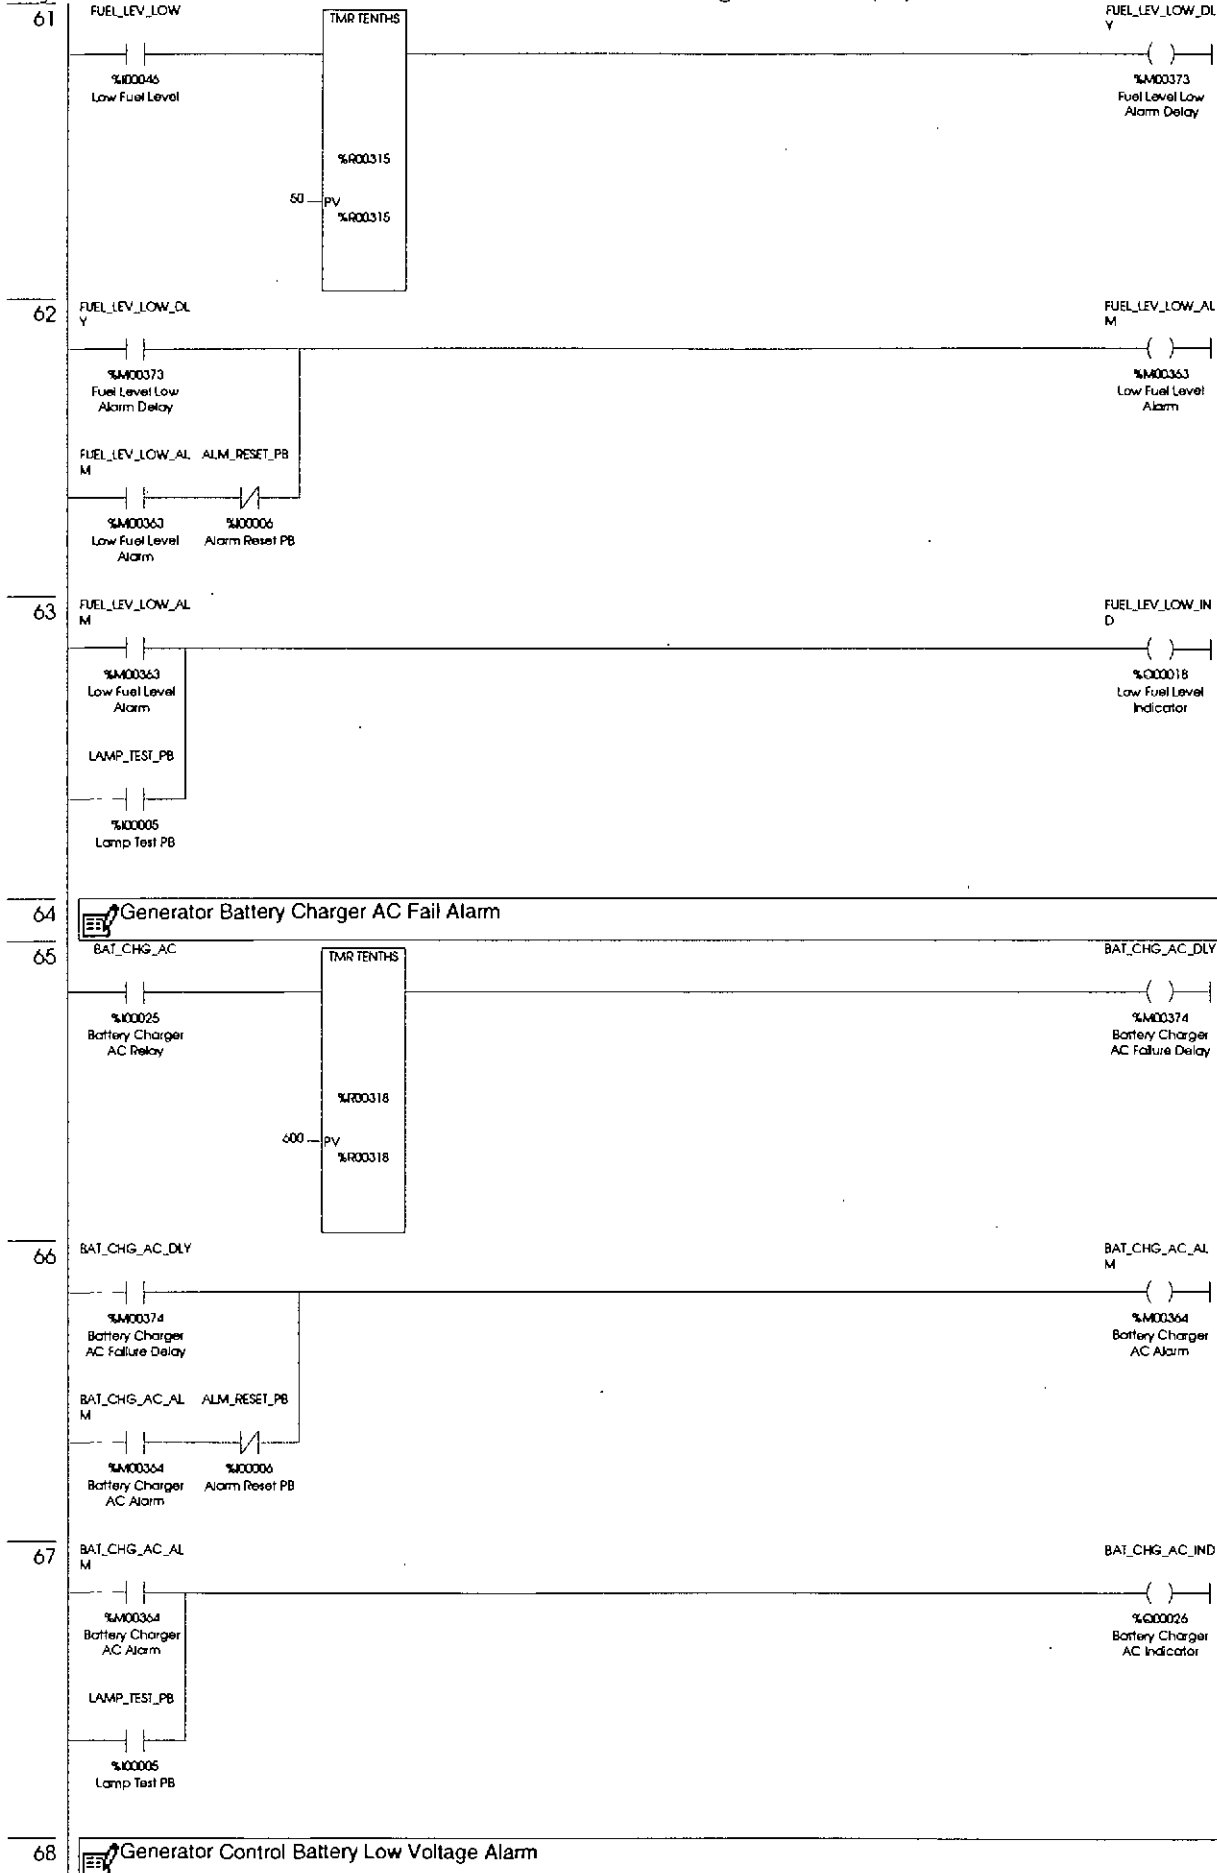 61
FUEL_LEV_LOW
TMR TENTHS
FUEL_LEV_LOW_DL
Y
%I00046
Low Fuel Level
%M00373
Fuel Level Low
Alarm Delay
%R00315
50
PV
%R00315
62
FUEL_LEV_LOW_DL
Y
FUEL_LEV_LOW_AL
M
%M00373
Fuel Level Low
Alarm Delay
%M00363
Low Fuel Level
Alarm
FUEL_LEV_LOW_AL
M
ALM_RESET_PB
%M00363
Low Fuel Level
Alarm
%I00006
Alarm Reset PB
63
FUEL_LEV_LOW_AL
M
FUEL_LEV_LOW_IN
D
%M00363
Low Fuel Level
Alarm
%Q00018
Low Fuel Level
Indicator
LAMP_TEST_PB
%I00005
Lamp Test PB
64
Generator Battery Charger AC Fail Alarm
65
BAT_CHG_AC
TMR TENTHS
BAT_CHG_AC_DLY
%I00025
Battery Charger
AC Relay
%M00374
Battery Charger
AC Failure Delay
%R00318
600
PV
%R00318
66
BAT_CHG_AC_DLY
BAT_CHG_AC_AL
M
%M00374
Battery Charger
AC Failure Delay
%M00364
Battery Charger
AC Alarm
BAT_CHG_AC_AL
M
ALM_RESET_PB
%M00364
Battery Charger
AC Alarm
%I00006
Alarm Reset PB
67
BAT_CHG_AC_AL
M
BAT_CHG_AC_IND
%M00364
Battery Charger
AC Alarm
%Q00026
Battery Charger
AC Indicator
LAMP_TEST_PB
%I00005
Lamp Test PB
68
Generator Control Battery Low Voltage Alarm